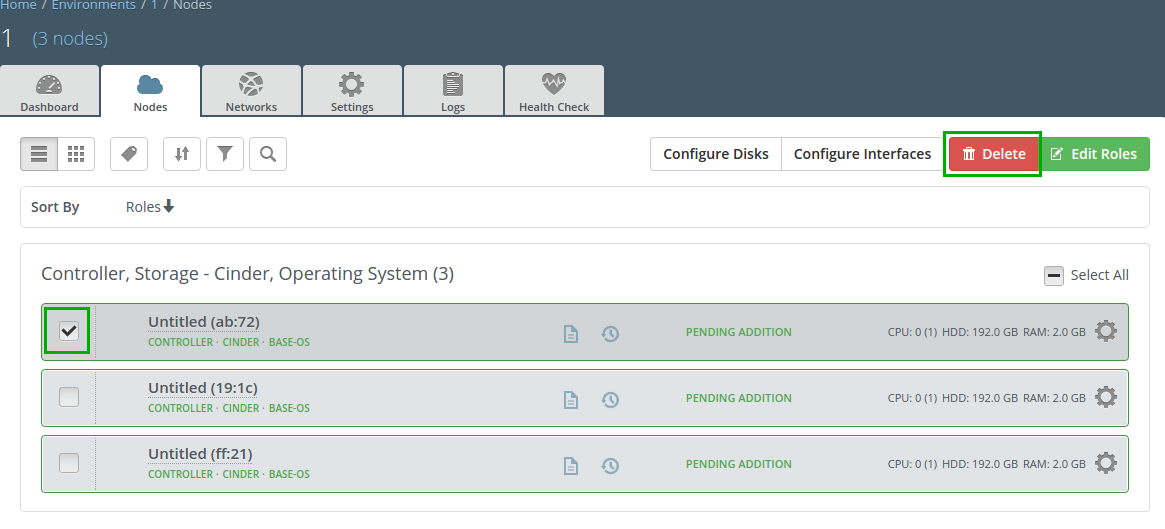 Home / Environments / 1 / Nodes
1 (3 nodes)
Dashboard Nodes Networks Settings Logs Health Check
Configure Disks Configure Interfaces Delete Edit Roles
Sort By Roles
Controller, Storage - Cinder, Operating System (3) Select All
Untitled (ab:72)
CONTROLLER · CINDER · BASE-OS PENDING ADDITION CPU: 0 (1) HDD: 192.0 GB RAM: 2.0 GB
Untitled (19:1c)
CONTROLLER · CINDER · BASE-OS PENDING ADDITION CPU: 0 (1) HDD: 192.0 GB RAM: 2.0 GB
Untitled (ff:21)
CONTROLLER · CINDER · BASE-OS PENDING ADDITION CPU: 0 (1) HDD: 192.0 GB RAM: 2.0 GB